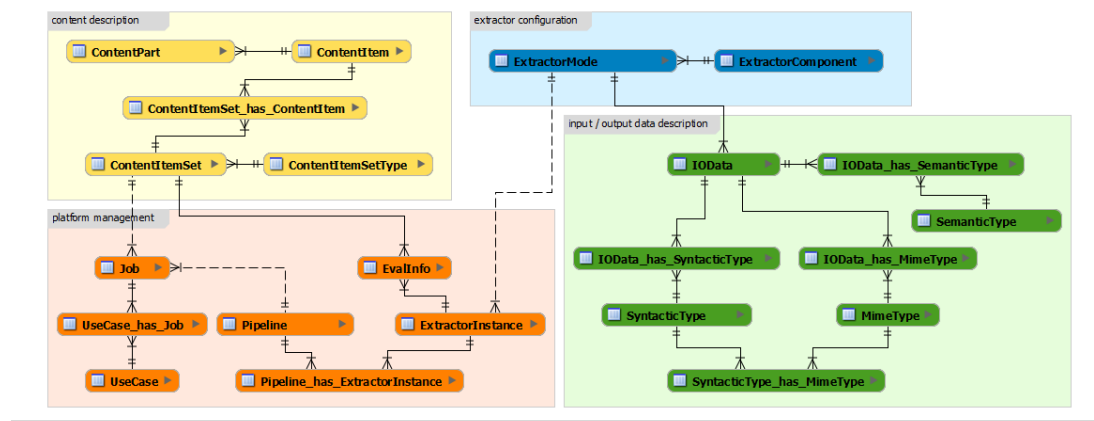 content description
ContentPart
ContentItem
ContentItemSet_has_ContentItem
ContentItemSet
ContentItemSetType
extractor configuration
ExtractorMode
ExtractorComponent
input / output data description
IOData
IOData_has_SemanticType
SemanticType
IOData_has_SyntacticType
IOData_has_MimeType
SyntacticType
MimeType
SyntacticType_has_MimeType
platform management
Job
EvalInfo
UseCase_has_Job
Pipeline
ExtractorInstance
UseCase
Pipeline_has_ExtractorInstance